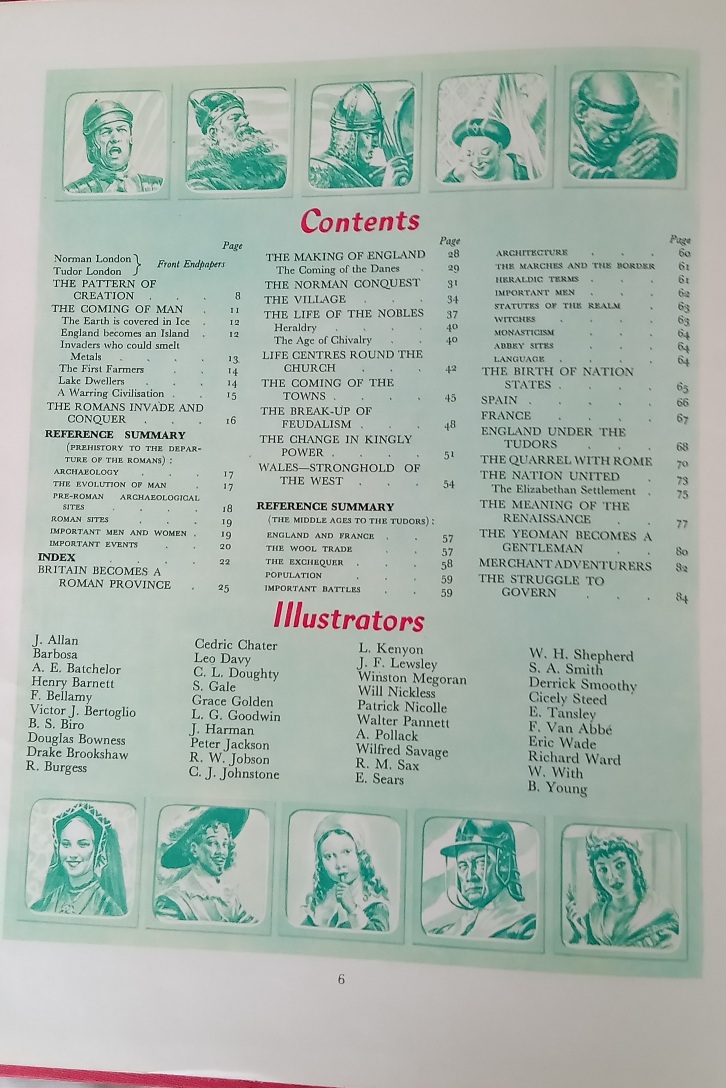 Contents
Page
Norman London
Tudor London
Front Endpapers
THE PATTERN OF
CREATION . . . 8
THE COMING OF MAN . 11
The Earth is covered in Ice . 12
England becomes an Island . 12
Invaders who could smelt
Metals . . . . 13
The First Farmers . . 14
Lake Dwellers . . 14
A Warring Civilisation . . 15
THE ROMANS INVADE AND
CONQUER . . . 16
REFERENCE SUMMARY
(PREHISTORY TO THE DEPAR-
TURE OF THE ROMANS) :
ARCHAEOLOGY . . . 17
THE EVOLUTION OF MAN . . 17
PRE-ROMAN ARCHAEOLOGICAL
SITES . . . . 18
ROMAN SITES . . . 19
IMPORTANT MEN AND WOMEN . 19
IMPORTANT EVENTS . . 20
INDEX . . . . 22
BRITAIN BECOMES A
ROMAN PROVINCE . 25
Page
THE MAKING OF ENGLAND 28
The Coming of the Danes . 29
THE NORMAN CONQUEST 31
THE VILLAGE . . . 34
THE LIFE OF THE NOBLES 37
Heraldry . . . . 40
The Age of Chivalry . . 40
LIFE CENTRES ROUND THE
CHURCH . . . 42
THE COMING OF THE
TOWNS . . . . 45
THE BREAK-UP OF
FEUDALISM . . . 48
THE CHANGE IN KINGLY
POWER . . . . 51
WALES—STRONGHOLD OF
THE WEST . . . 54
REFERENCE SUMMARY
(THE MIDDLE AGES TO THE TUDORS) :
ENGLAND AND FRANCE . . 57
THE WOOL TRADE . . 57
THE EXCHEQUER . . 58
POPULATION . . . 59
IMPORTANT BATTLES . . 59
Page
ARCHITECTURE . . . 60
THE MARCHES AND THE BORDER 61
HERALDIC TERMS . . . 61
IMPORTANT MEN . . . 62
STATUTES OF THE REALM . 63
WITCHES . . . . 63
MONASTICISM . . . 64
ABBEY SITES . . . 64
LANGUAGE . . . . 64
THE BIRTH OF NATION
STATES . . . . 65
SPAIN . . . . . 66
FRANCE . . . . 67
ENGLAND UNDER THE
TUDORS . . . 68
THE QUARREL WITH ROME 70
THE NATION UNITED . 73
The Elizabethan Settlement . 75
THE MEANING OF THE
RENAISSANCE . . 77
THE YEOMAN BECOMES A
GENTLEMAN . . 80
MERCHANT ADVENTURERS 82
THE STRUGGLE TO
GOVERN . . . 84
Illustrators
J. Allan
Barbosa
A. E. Batchelor
Henry Barnett
F. Bellamy
Victor J. Bertoglio
B. S. Biro
Douglas Bowness
Drake Brookshaw
R. Burgess
Cedric Chater
Leo Davy
C. L. Doughty
S. Gale
Grace Golden
L. G. Goodwin
J. Harman
Peter Jackson
R. W. Jobson
C. J. Johnstone
L. Kenyon
J. F. Lewsley
Winston Megoran
Will Nickless
Patrick Nicolle
Walter Pannett
A. Pollack
Wilfred Savage
R. M. Sax
E. Sears
W. H. Shepherd
S. A. Smith
Derrick Smoothy
Cicely Steed
E. Tansley
F. Van Abbé
Eric Wade
Richard Ward
W. With
B. Young
6